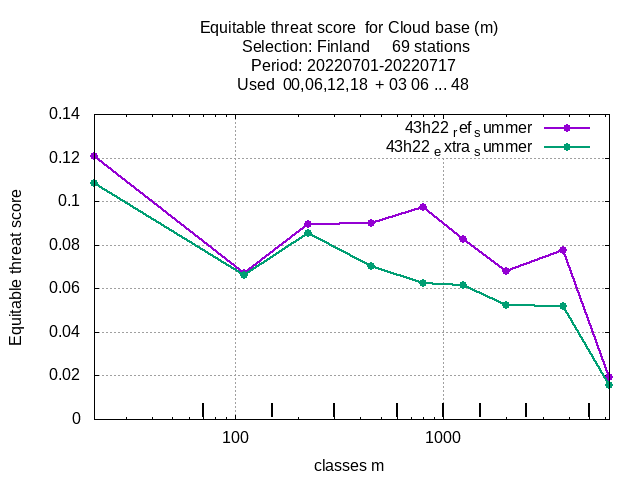 Equitable threat score  for Cloud base (m)
Selection: Finland     69 stations
Period: 20220701-20220717
Used  00,06,12,18  + 03 06 ... 48
0.14
0.12
0.1
0.08
0.06
0.04
0.02
0
Equitable threat score
43h22 ref summer
43h22 extra summer
100
1000
classes m